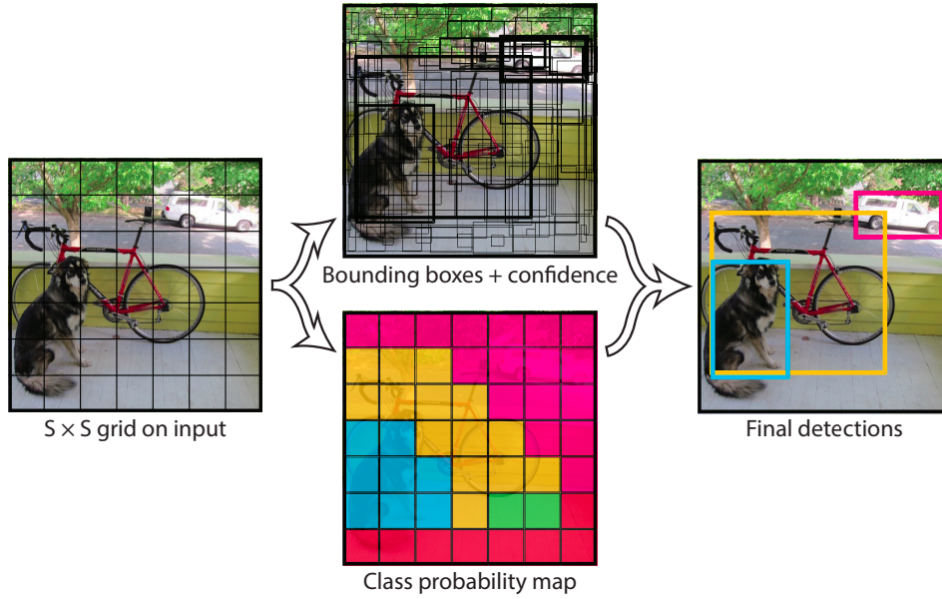 Bounding boxes + confidence
S × S grid on input
Final detections
Class probability map